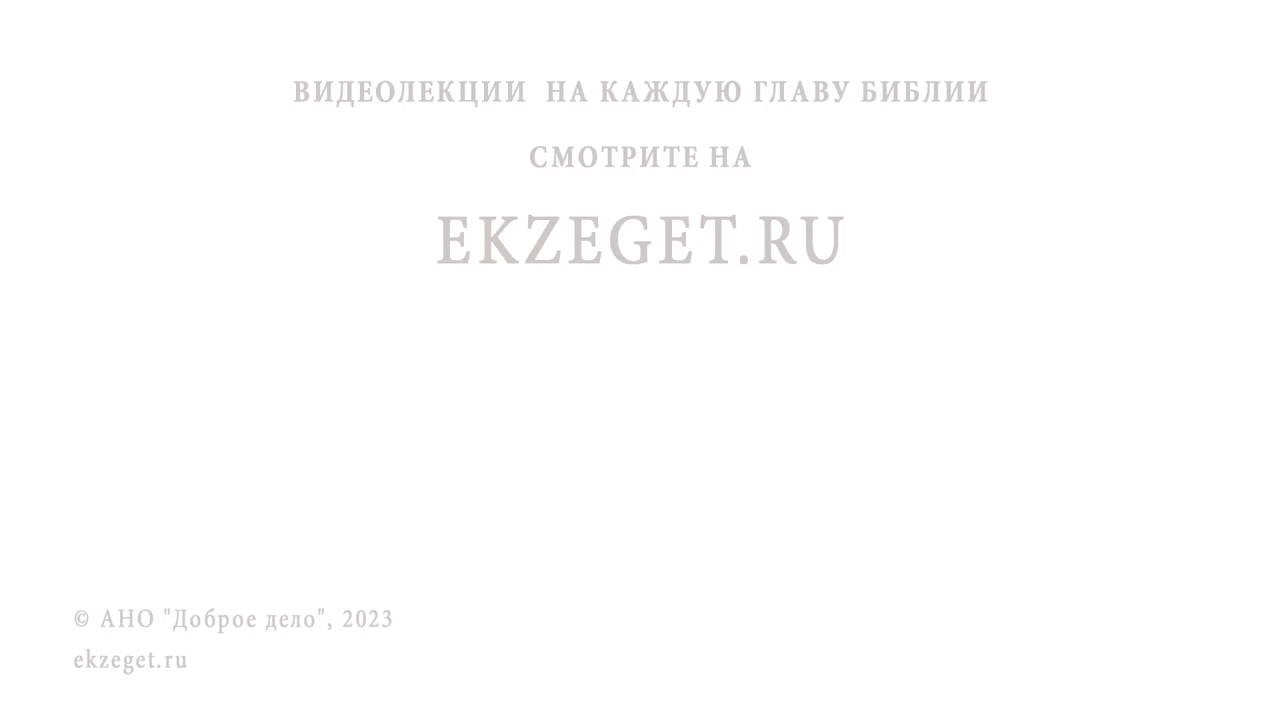 ВИДЕОЛЕКЦИИ НА КАЖДУЮ ГЛАВУ БИБЛИИ
СМОТРИТЕ НА
EKZEGET.RU
© АНО "Доброе дело", 2023
ekzeget.ru